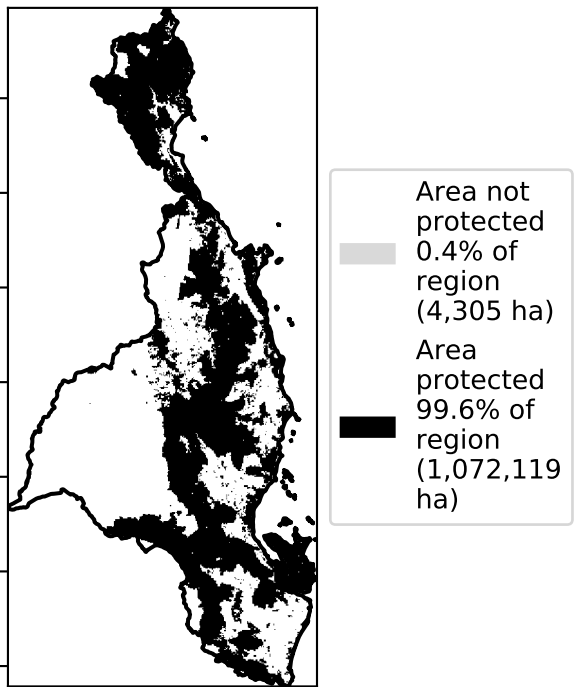 Area not
protected
0.4% of
region
(4,305 ha)
Area
protected
99.6% of
region
(1,072,119
ha)